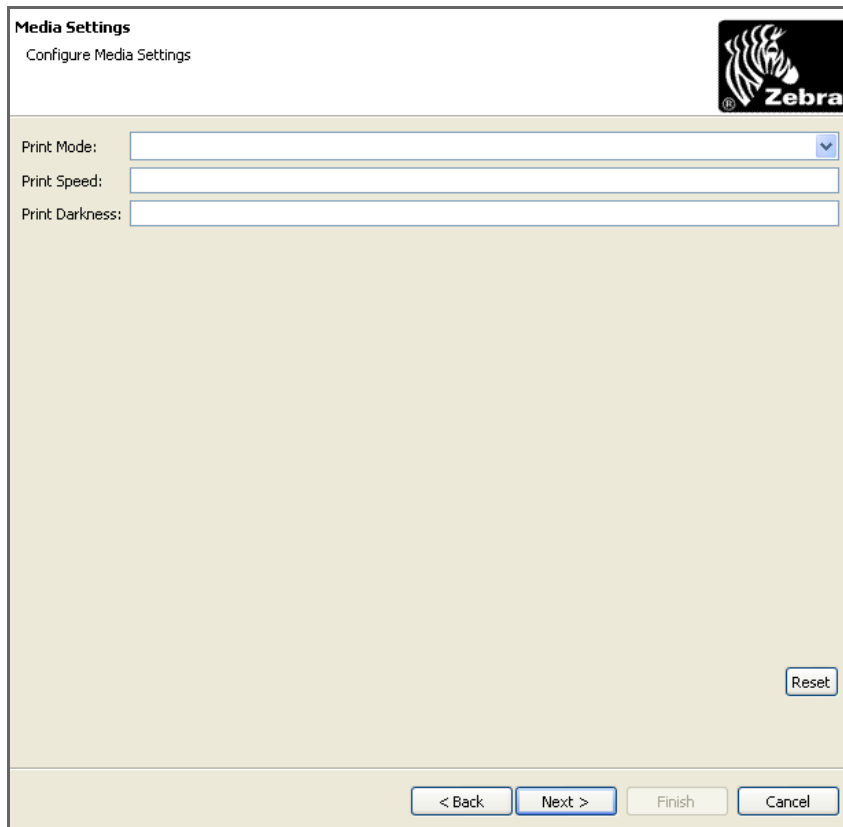 Media Settings
Configure Media Settings
® Zebra
Print Mode:
Print Speed:
Print Darkness:
Reset
< Back Next > Finish Cancel